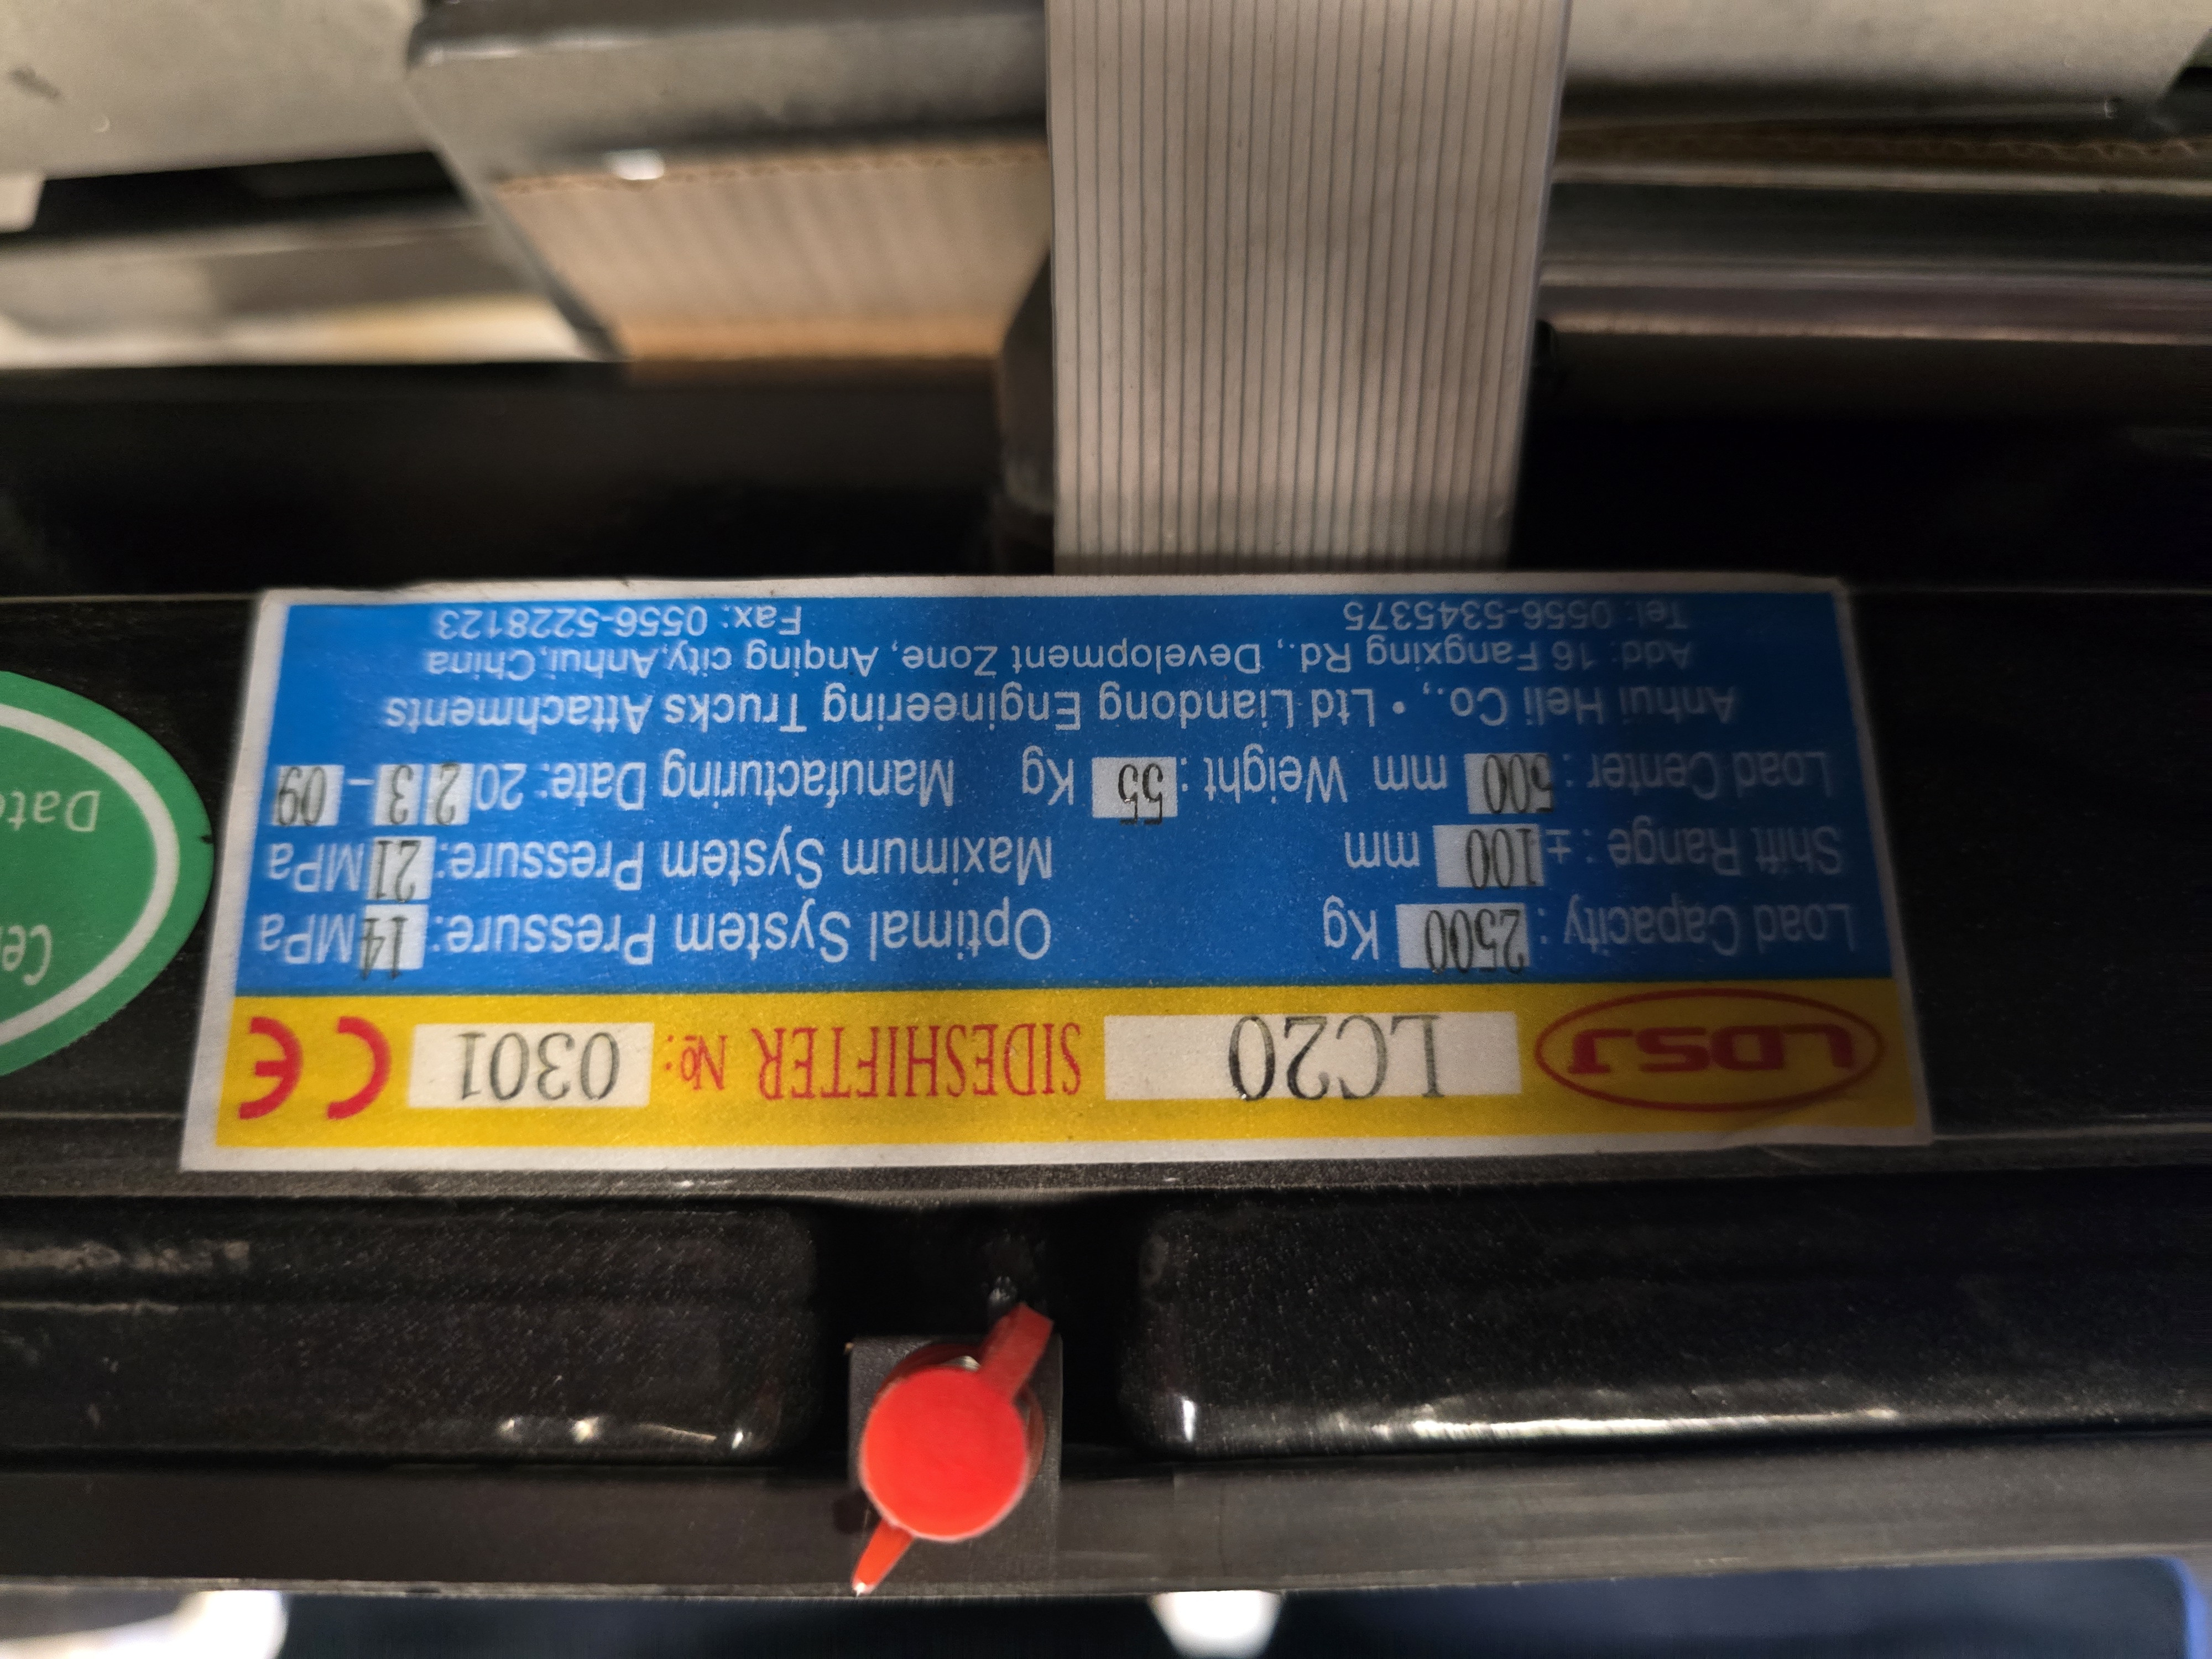 LDSJ LC20 SIDESHIFTER №: 0301 CE
Load Capacity: 2500 Kg Optimal System Pressure: 14 MPa
Shift Range: ±100 mm Maximum System Pressure: 21 MPa
Load Center: 500 mm Weight: 55 Kg Manufacturing Date: 2023-09
Anhui Heli Co., • Ltd Liandong Engineering Trucks Attachments
Add: 16 Fangxing Rd., Development Zone, Anqing city,Anhui,China
Tel: 0556-5345375 Fax: 0556-5228123